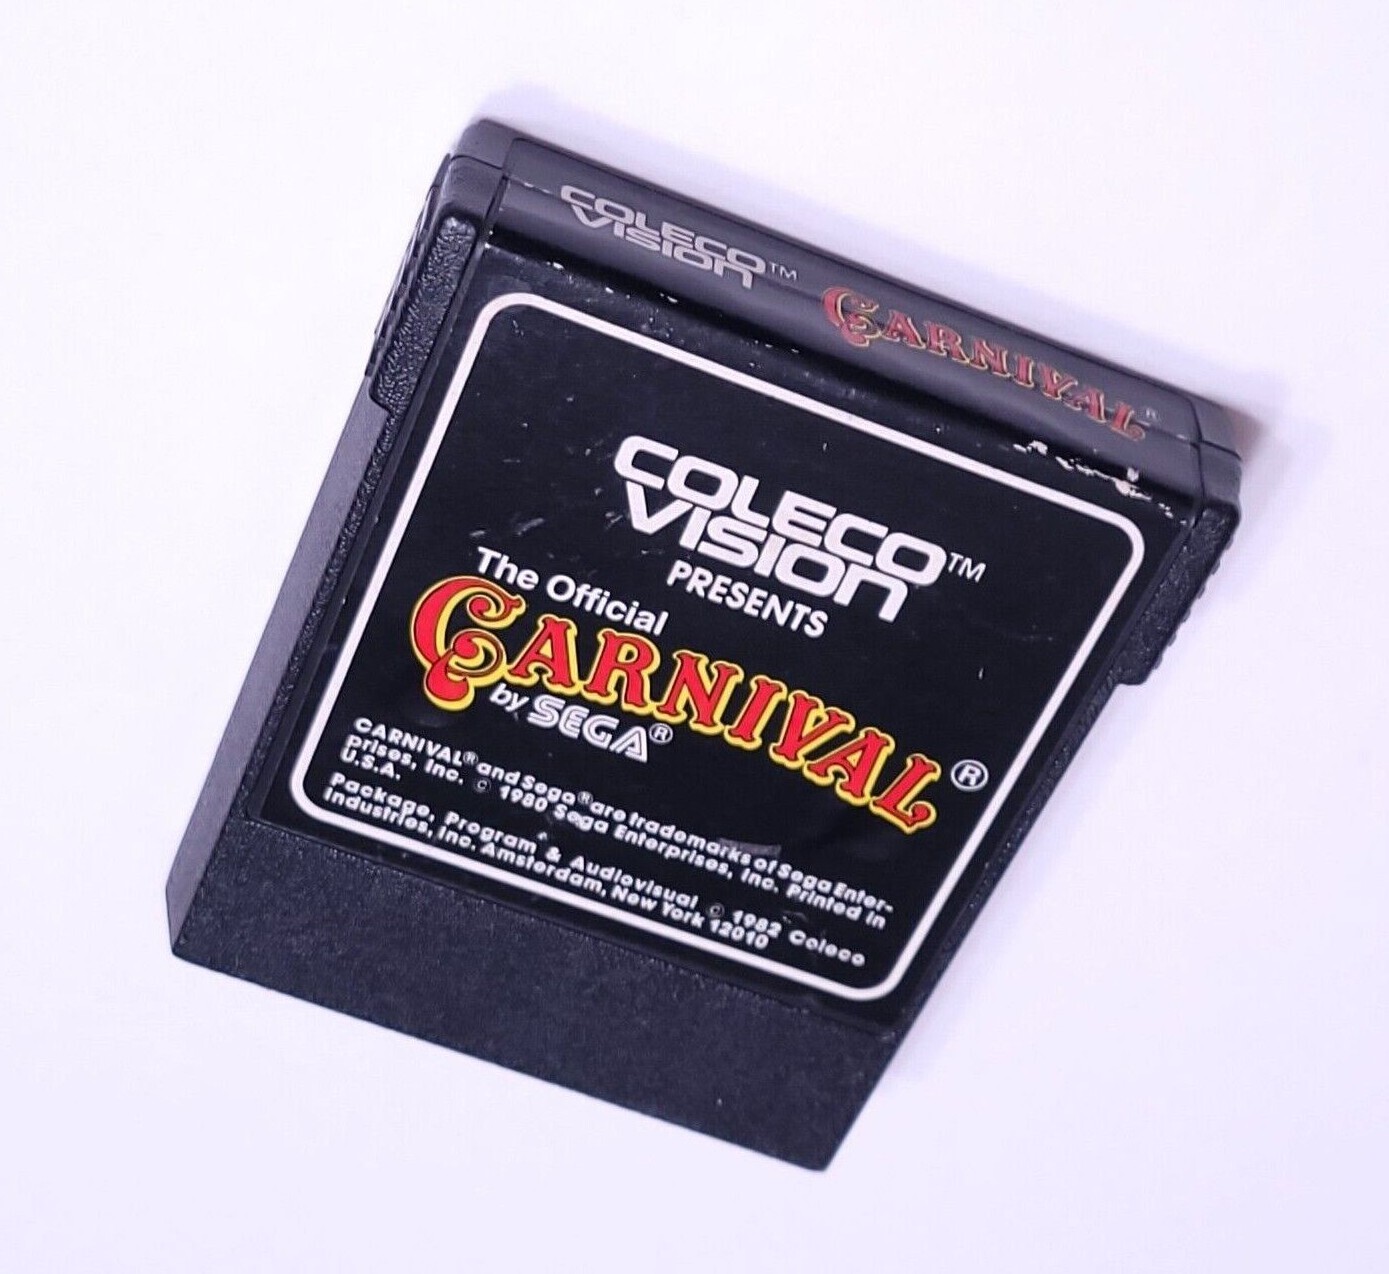 COLECO
VISION™
CARNIVAL®
COLECO
VISION™
PRESENTS
The Official
CARNIVAL®
by SEGA®
CARNIVAL® and Sega® are trademarks of Sega Enter-
prises, Inc. © 1980 Sega Enterprises, Inc. Printed in
U.S.A.
Package, Program & Audiovisual © 1982 Coleco
Industries, Inc. Amsterdam, New York 12010